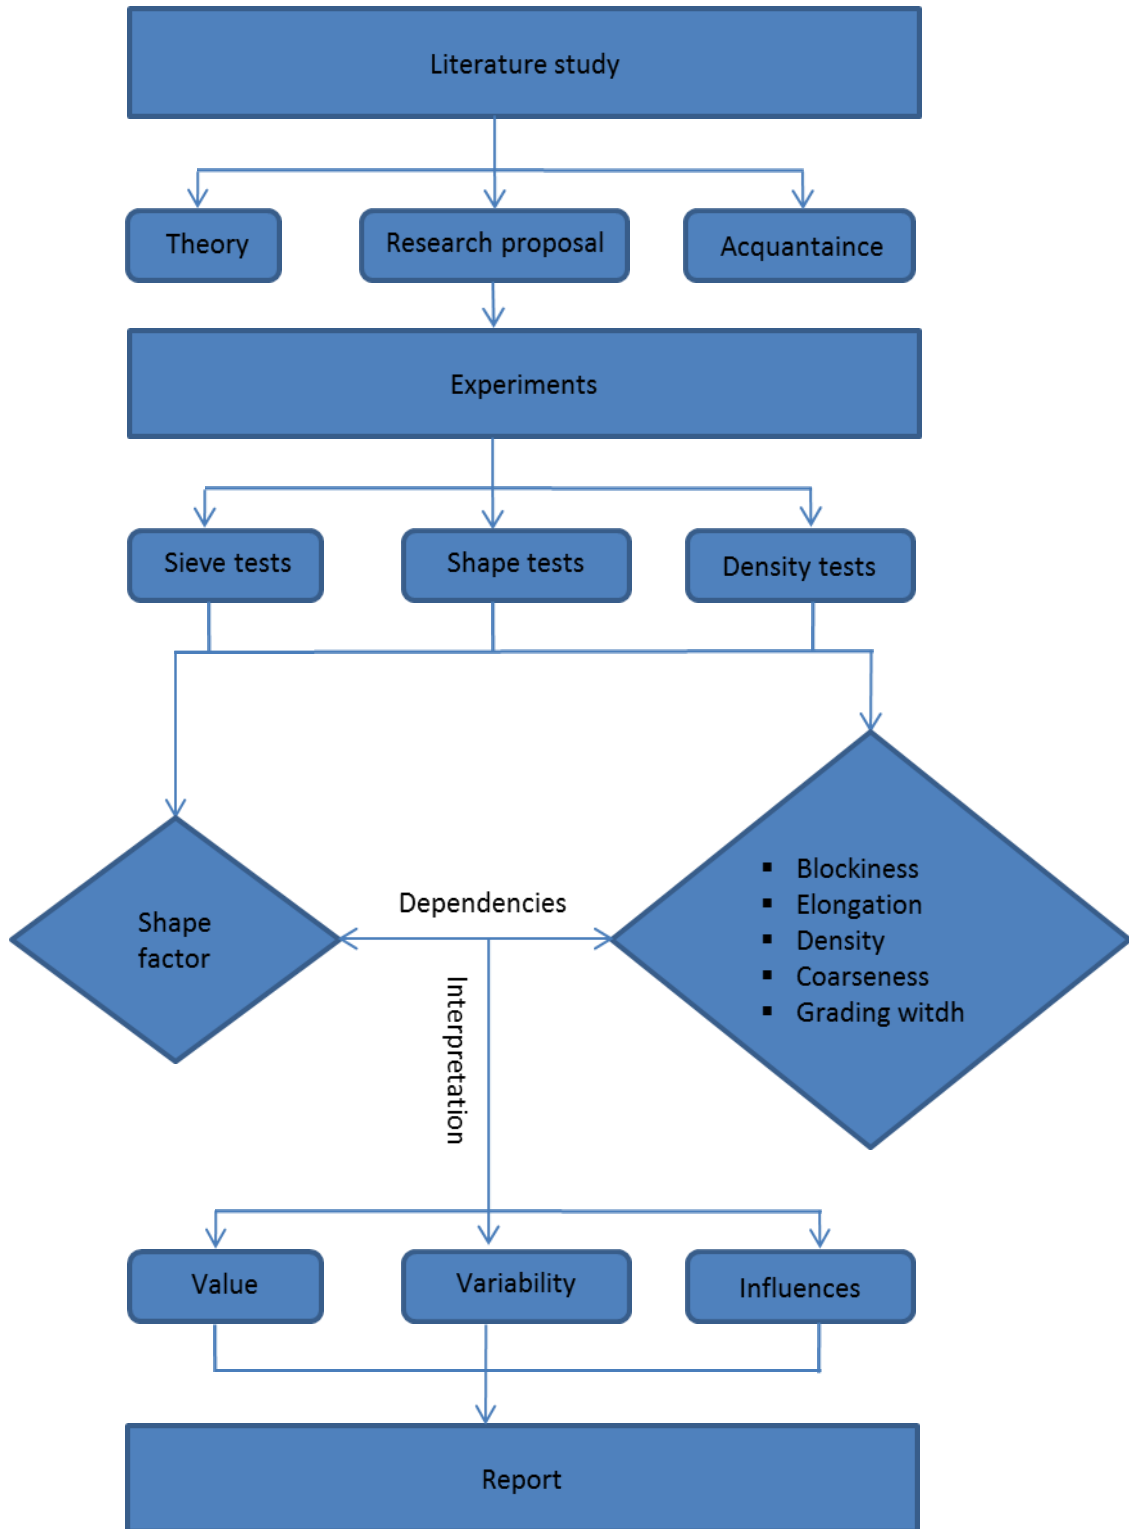 Literature study
Theory
Research proposal
Acquantaince
Experiments
Sieve tests
Shape tests
Density tests
Shape
factor
Dependencies
Interpretation
▪ Blockiness
▪ Elongation
▪ Density
▪ Coarseness
▪ Grading witdh
Value
Variability
Influences
Report